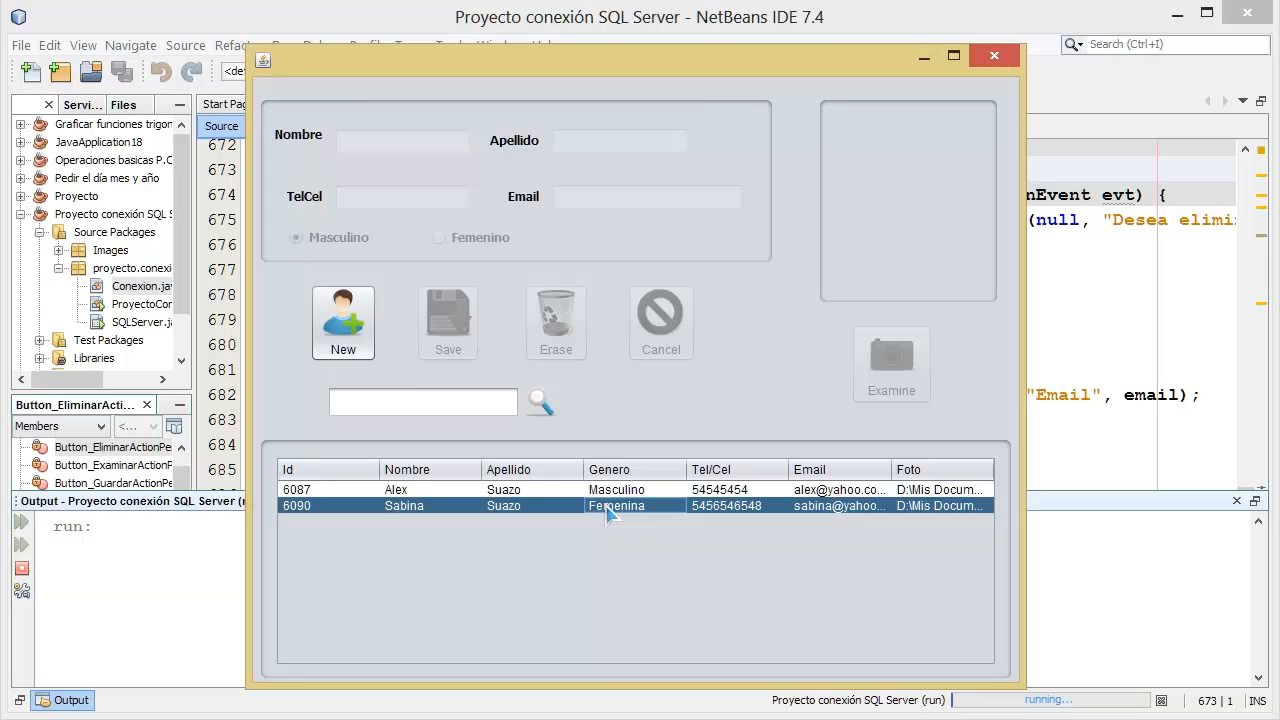 Proyecto conexión SQL Server - NetBeans IDE 7.4
File Edit View Navigate Source
Search (Ctrl+I)
Servi... Files
Start Pag
Graficar funciones trigon
JavaApplication18
Operaciones basicas P.C
Pedir el día mes y año
Proyecto
Proyecto conexión SQL S
Source Packages
Images
proyecto.conexi
Conexion.jav
ProyectoCon
SQLServer.ja
Test Packages
Libraries
Source
672
673
674
nEvent evt) {
675
(null, "Desea elimi
676
677
678
679
680
682
"Email", email);
683
684
685
Button_EliminarActi...
Members
<...
Button_EliminarActionPe
Button_ExaminarActionPe
Button_GuardarActionPe
Nombre
Apellido
TelCel
Email
Masculino
Femenino
New
Save
Erase
Cancel
Examine
Id Nombre Apellido Genero Tel/Cel Email Foto
6087 Alex Suazo Masculino 54545454 alex@yahoo.co... D:\Mis Docum...
6090 Sabina Suazo Femenina 5456546548 sabina@yahoo... D:\Mis Docum...
Output - Proyecto conexión SQL Server (r
run:
Output
Proyecto conexión SQL Server (run)
running...
673 | 1
INS